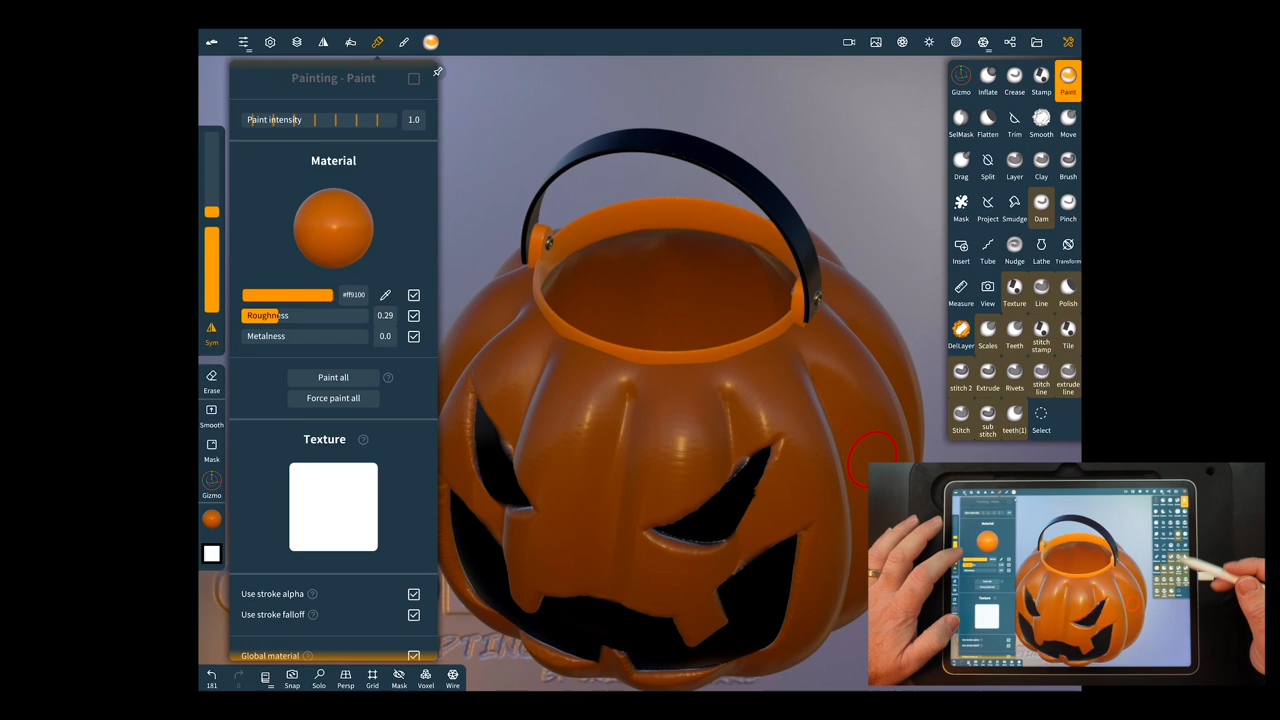 Painting - Paint
Paint intensity 1.0
Material
#ff9100
Roughness 0.29
Metalness 0.0
Paint all
Force paint all
Texture
Use stroke alpha
Use stroke falloff
Global material
Sym
Erase
Smooth
Mask
Gizmo
181 0 Snap Solo Persp Grid Mask Voxel Wire
Gizmo Inflate Crease Stamp Paint
SelMask Flatten Trim Smooth Move
Drag Split Layer Clay Brush
Mask Project Smudge Dam Pinch
Insert Tube Nudge Lathe Transform
Measure View Texture Line Polish
DelLayer Scales Teeth stitch stamp Tile
stitch 2 Extrude Rivets stitch line extrude line
Stitch sub stitch teeth(1) Select